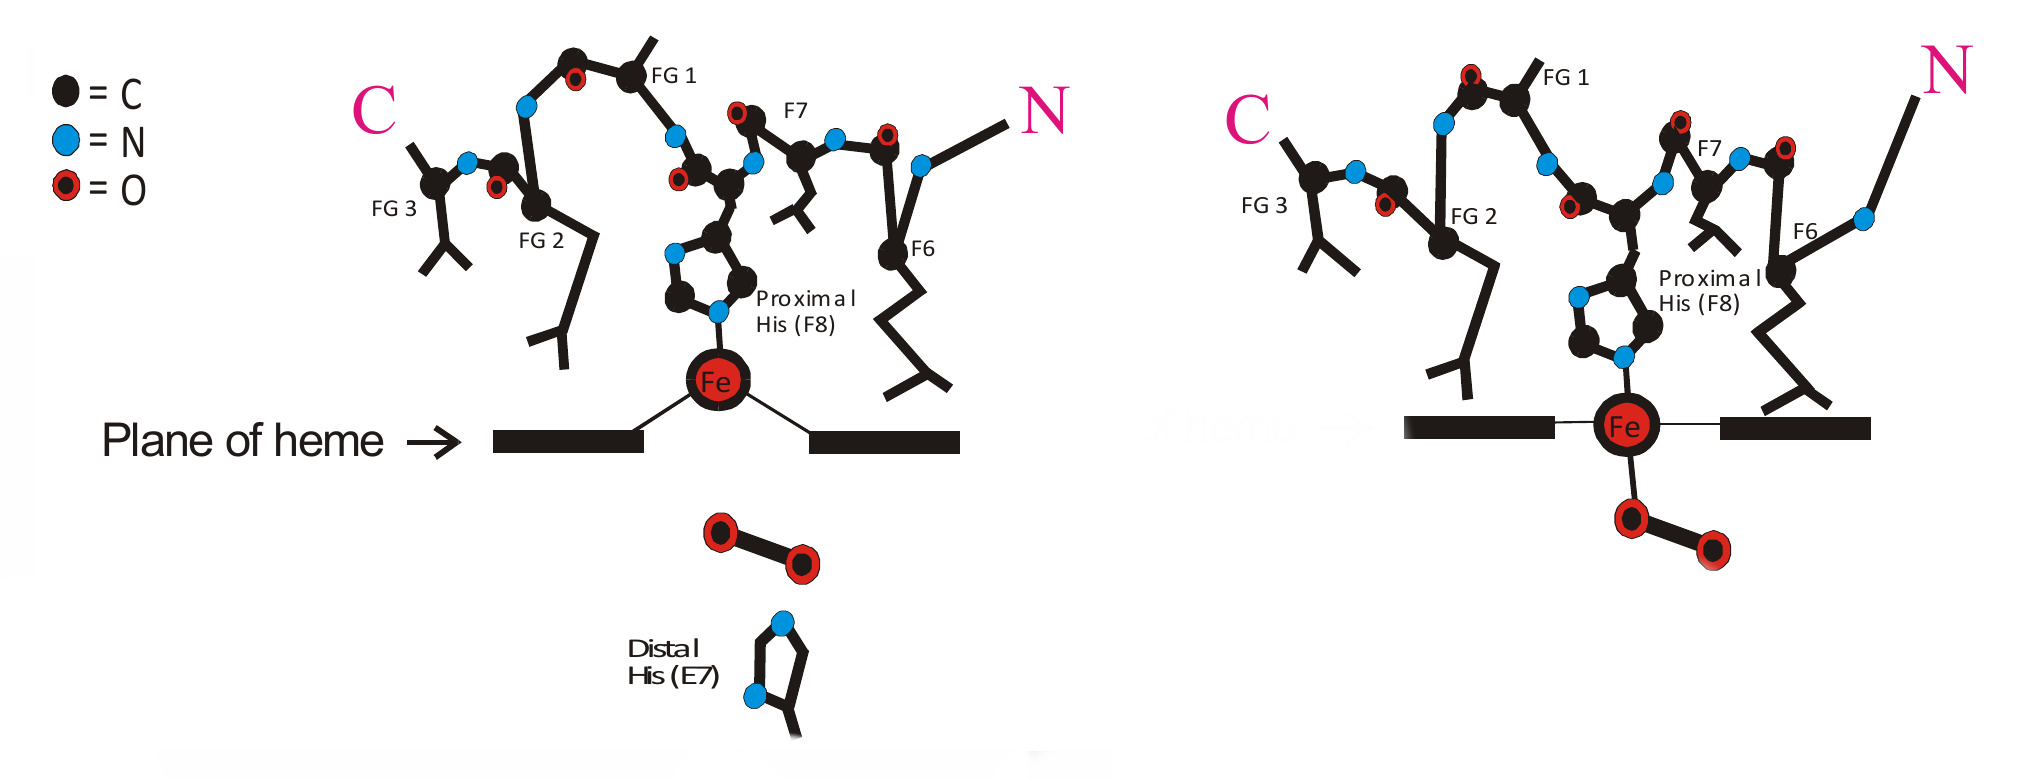 = C
= N
= O
C
FG 1
F7
N
FG 3
FG 2
F6
Proximal
His (F8)
Fe
Plane of heme
Distal
His (E7)
C
FG 1
F7
N
FG 3
FG 2
F6
Proximal
His (F8)
Fe